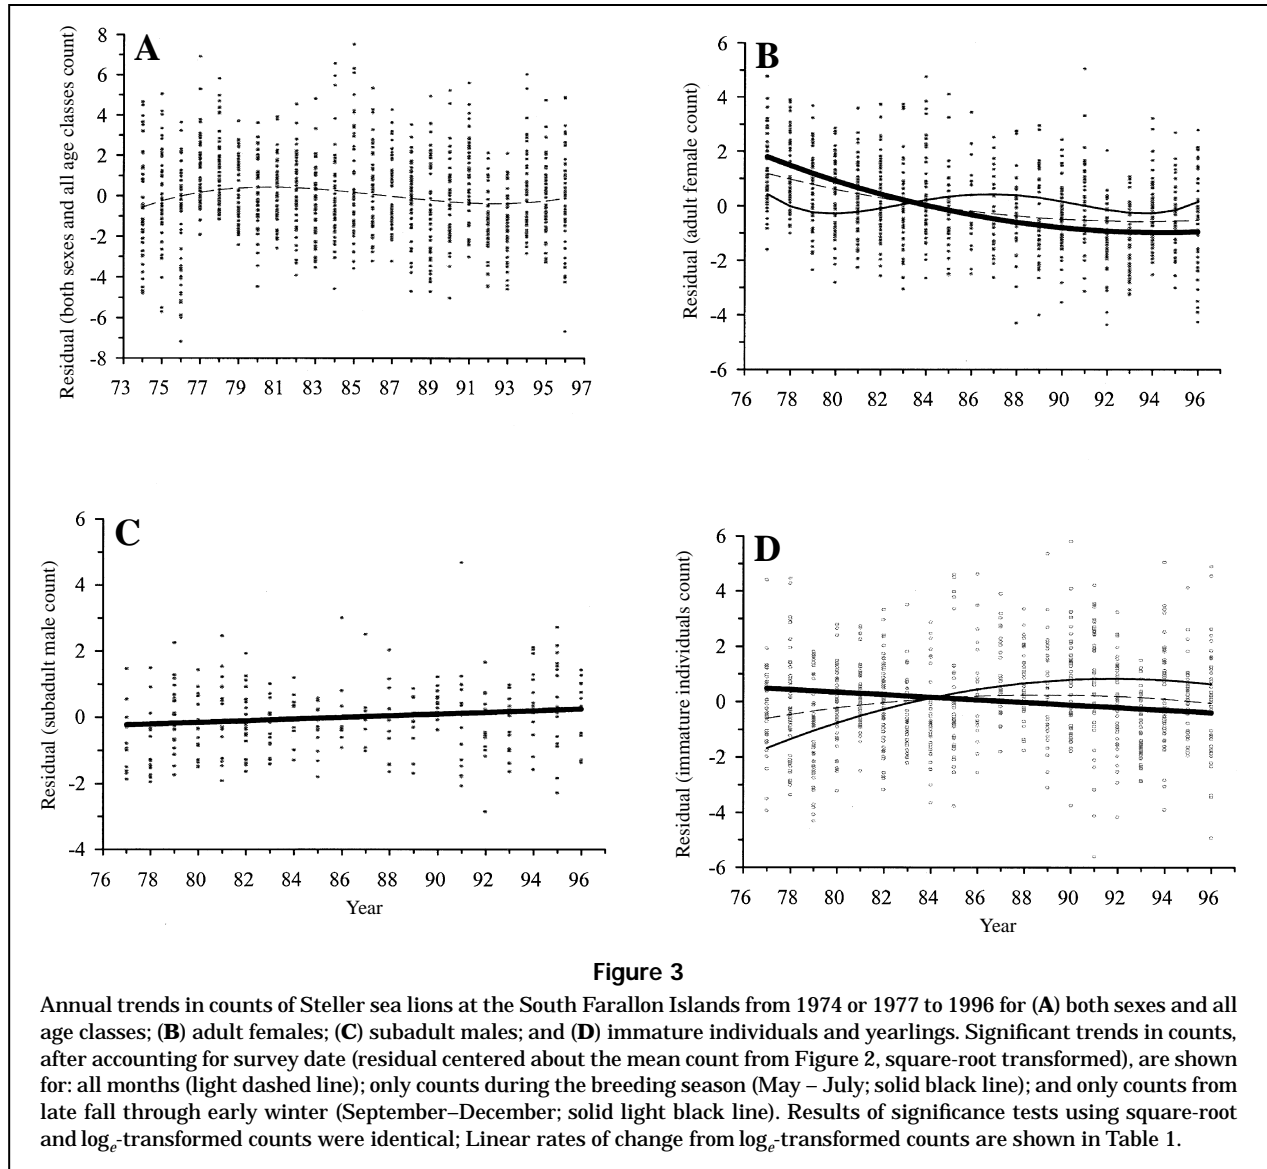 A
Residual (both sexes and all age classes count)
8
6
4
2
0
-2
-4
-6
-8
73 75 77 79 81 83 85 87 89 91 93 95 97
B
Residual (adult female count)
6
4
2
0
-2
-4
-6
76 78 80 82 84 86 88 90 92 94 96
C
Residual (subadult male count)
6
4
2
0
-2
-4
76 78 80 82 84 86 88 90 92 94 96
Year
D
Residual (immature individuals count)
6
4
2
0
-2
-4
-6
76 78 80 82 84 86 88 90 92 94 96
Year
Figure 3
Annual trends in counts of Steller sea lions at the South Farallon Islands from 1974 or 1977 to 1996 for (A) both sexes and all
age classes; (B) adult females; (C) subadult males; and (D) immature individuals and yearlings. Significant trends in counts,
after accounting for survey date (residual centered about the mean count from Figure 2, square-root transformed), are shown
for: all months (light dashed line); only counts during the breeding season (May – July; solid black line); and only counts from
late fall through early winter (September–December; solid light black line). Results of significance tests using square-root
and logₑ-transformed counts were identical; Linear rates of change from logₑ-transformed counts are shown in Table 1.